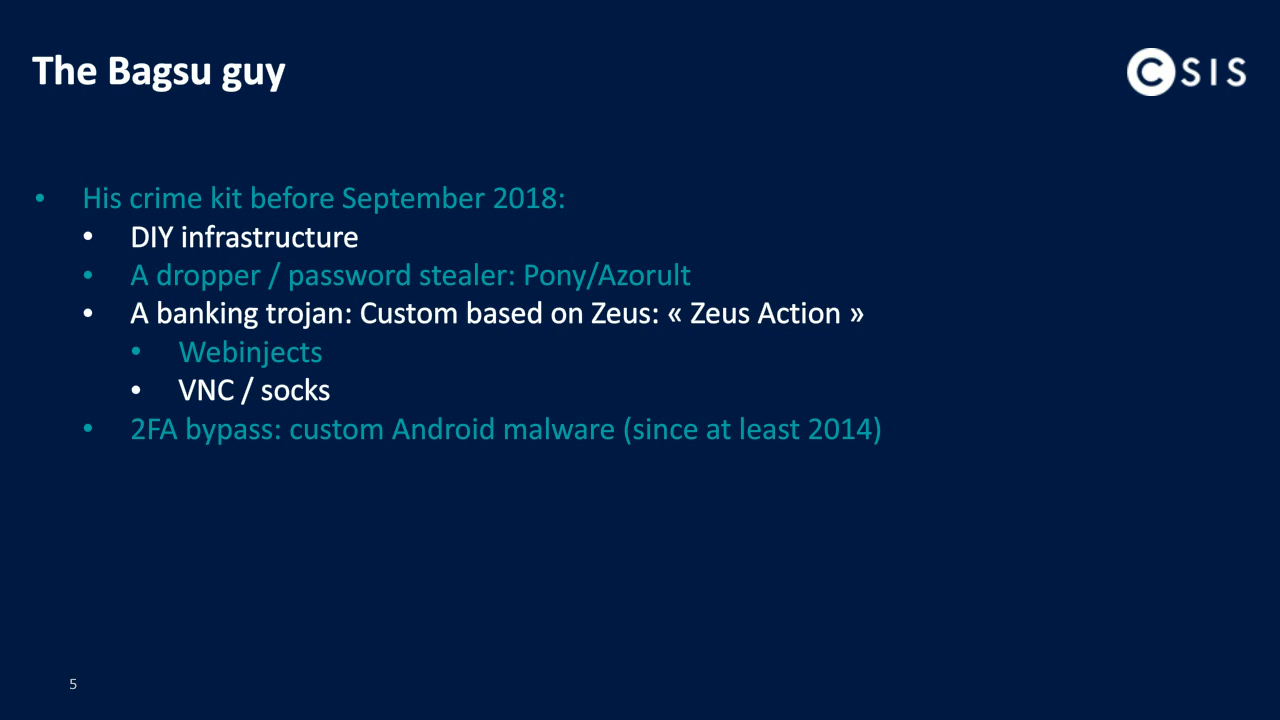 The Bagsu guy
CSIS
• His crime kit before September 2018:
• DIY infrastructure
• A dropper / password stealer: Pony/Azorult
• A banking trojan: Custom based on Zeus: « Zeus Action »
• Webinjects
• VNC / socks
• 2FA bypass: custom Android malware (since at least 2014)
5